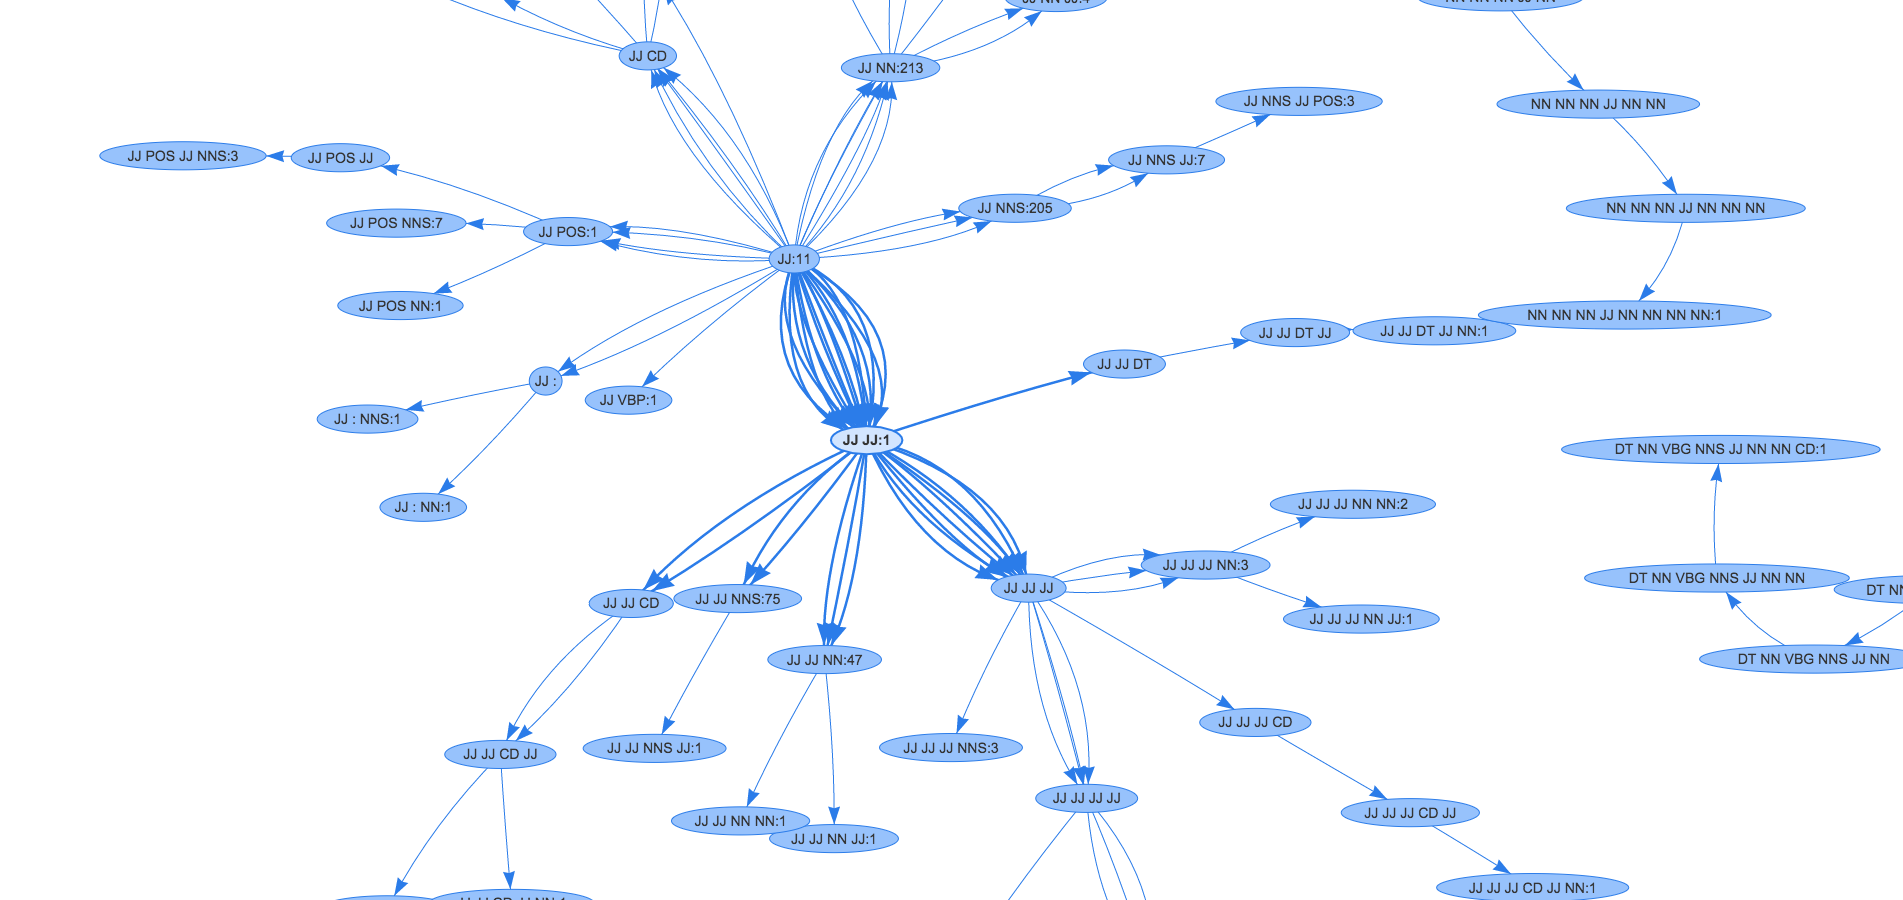 JJ NN JJ:4
NN NN NN JJ NN
JJ CD
JJ NN:213
JJ NNS JJ POS:3
NN NN NN JJ NN NN
JJ POS JJ NNS:3
JJ POS JJ
JJ NNS JJ:7
JJ NNS:205
NN NN NN JJ NN NN NN
JJ POS NNS:7
JJ POS:1
JJ:11
JJ POS NN:1
NN NN NN JJ NN NN NN NN:1
JJ JJ DT JJ
JJ JJ DT JJ NN:1
JJ JJ DT
JJ :
JJ VBP:1
JJ : NNS:1
JJ JJ:1
DT NN VBG NNS JJ NN NN CD:1
JJ : NN:1
JJ JJ JJ NN NN:2
JJ JJ JJ NN:3
DT NN VBG NNS JJ NN NN
JJ JJ JJ
DT
JJ JJ CD
JJ JJ NNS:75
JJ JJ JJ NN JJ:1
JJ JJ NN:47
DT NN VBG NNS JJ NN
JJ JJ JJ CD
JJ JJ CD JJ
JJ JJ NNS JJ:1
JJ JJ JJ NNS:3
JJ JJ JJ JJ
JJ JJ JJ CD JJ
JJ JJ NN NN:1
JJ JJ NN JJ:1
JJ JJ JJ CD JJ NN:1